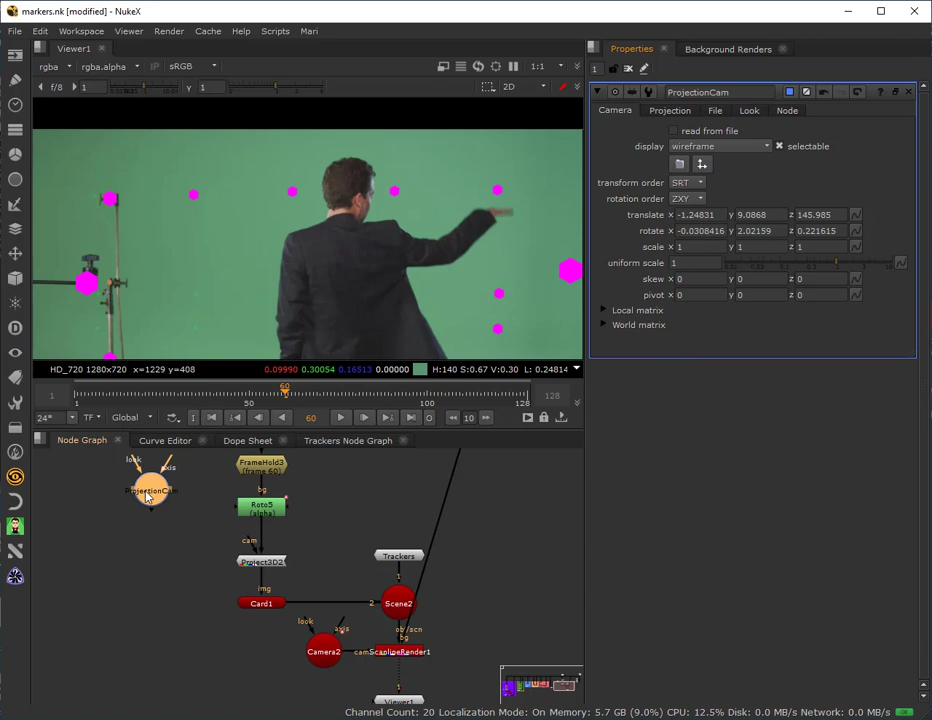 markers.nk [modified] - NukeX
File Edit Workspace Viewer Render Cache Help Scripts Mari
Viewer1
rgba rgba.alpha IP sRGB 1:1
f/8 1 Y 1 2D
HD_720 1280x720 x=1229 y=408 0.09990 0.30054 0.16513 0.00000 H:140 S:0.67 V:0.30 L: 0.24814
1 60 128
1 50 100 128
24* TF Global 60 10
Node Graph Curve Editor Dope Sheet Trackers Node Graph
look axis
ProjectionCam
FrameHold3
(frame 60)
bg
Roto5
(alpha)
cam
Project3D2
Trackers
img
1
Card1
2
Scene2
look axis
obj/scn
bg
Camera2
cam
ScanlineRender1
1
Viewer1
Properties Background Renders
1
ProjectionCam
Camera Projection File Look Node
read from file
display wireframe selectable
transform order SRT
rotation order ZXY
translate x -1.24831 y 9.0868 z 145.985
rotate x -0.0308416 y 2.02159 z 0.221615
scale x 1 y 1 z 1
uniform scale 1
skew x 0 y 0 z 0
pivot x 0 y 0 z 0
Local matrix
World matrix
Channel Count: 20 Localization Mode: On Memory: 5.7 GB (9.0%) CPU: 12.5% Disk: 0.0 MB/s Network: 0.0 MB/s